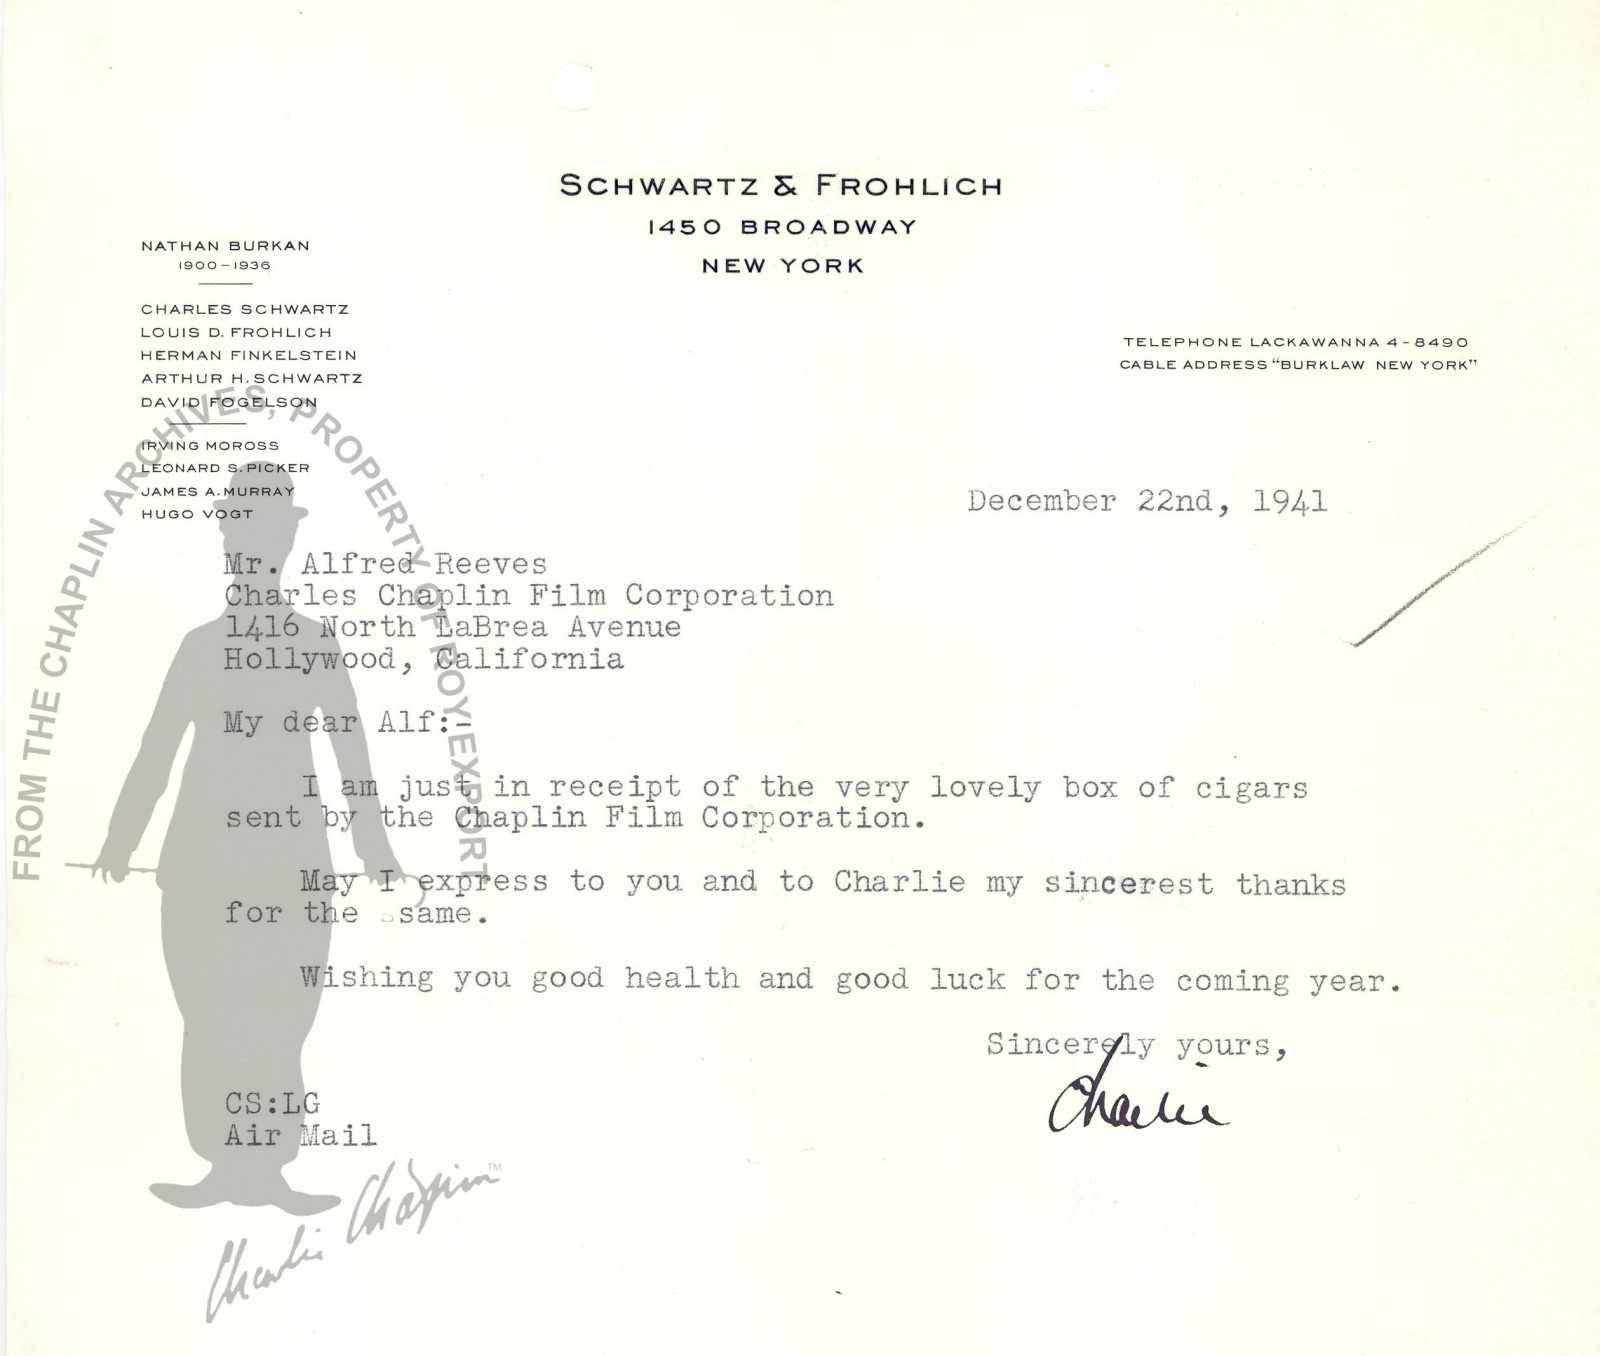 SCHWARTZ & FROHLICH
1450 BROADWAY
NEW YORK
NATHAN BURKAN
1900-1936
CHARLES SCHWARTZ
LOUIS D. FROHLICH
HERMAN FINKELSTEIN
ARTHUR H. SCHWARTZ
DAVID FOGELSON
IRVING MOROSS
LEONARD S. PICKER
JAMES A. MURRAY
HUGO VOGT
TELEPHONE LACKAWANNA 4-8490
CABLE ADDRESS "BURKLAW NEW YORK"
December 22nd, 1941
Mr. Alfred Reeves
Charles Chaplin Film Corporation
1416 North LaBrea Avenue
Hollywood, California
My dear Alf:-
I am just in receipt of the very lovely box of cigars
sent by the Chaplin Film Corporation.
May I express to you and to Charlie my sincerest thanks
for the same.
Wishing you good health and good luck for the coming year.
Sincerely yours,
Charlie
CS:LG
Air Mail
FROM THE CHAPLIN ARCHIVES, PROPERTY OF ROY EXPORT
Charlie Chaplin TM